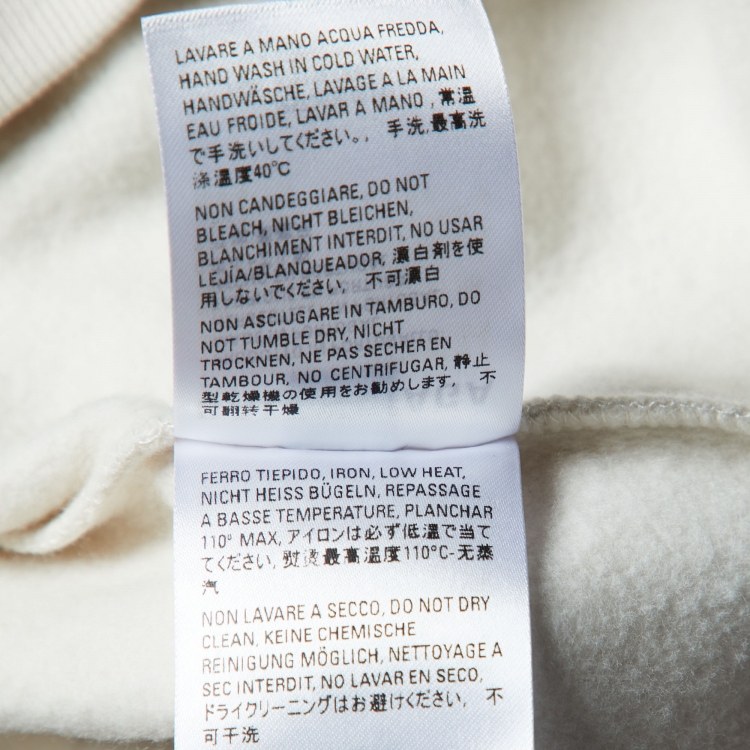 LAVARE A MANO ACQUA FREDDA,
HAND WASH IN COLD WATER,
HANDWÄSCHE, LAVAGE A LA MAIN
EAU FROIDE, LAVAR A MANO , 常温
で手洗いしてください。, 手洗,最高洗
涤温度40°C
NON CANDEGGIARE, DO NOT
BLEACH, NICHT BLEICHEN,
BLANCHIMENT INTERDIT, NO USAR
LEJÍA/BLANQUEADOR, 漂白剤を使
用しないでください, 不可漂白
NON ASCIUGARE IN TAMBURO, DO
NOT TUMBLE DRY, NICHT
TROCKNEN, NE PAS SECHER EN
TAMBOUR, NO CENTRIFUGAR, 静止
型乾燥機の使用をお勧めします, 不
可翻转干燥
FERRO TIEPIDO, IRON, LOW HEAT,
NICHT HEISS BÜGELN, REPASSAGE
A BASSE TEMPERATURE, PLANCHAR
110° MAX, アイロンは必ず低温で当て
てください, 熨烫最高温度110°C-无蒸
汽
NON LAVARE A SECCO, DO NOT DRY
CLEAN, KEINE CHEMISCHE
REINIGUNG MÖGLICH, NETTOYAGE A
SEC INTERDIT, NO LAVAR EN SECO,
ドライクリーニングはお避けください, 不
可干洗